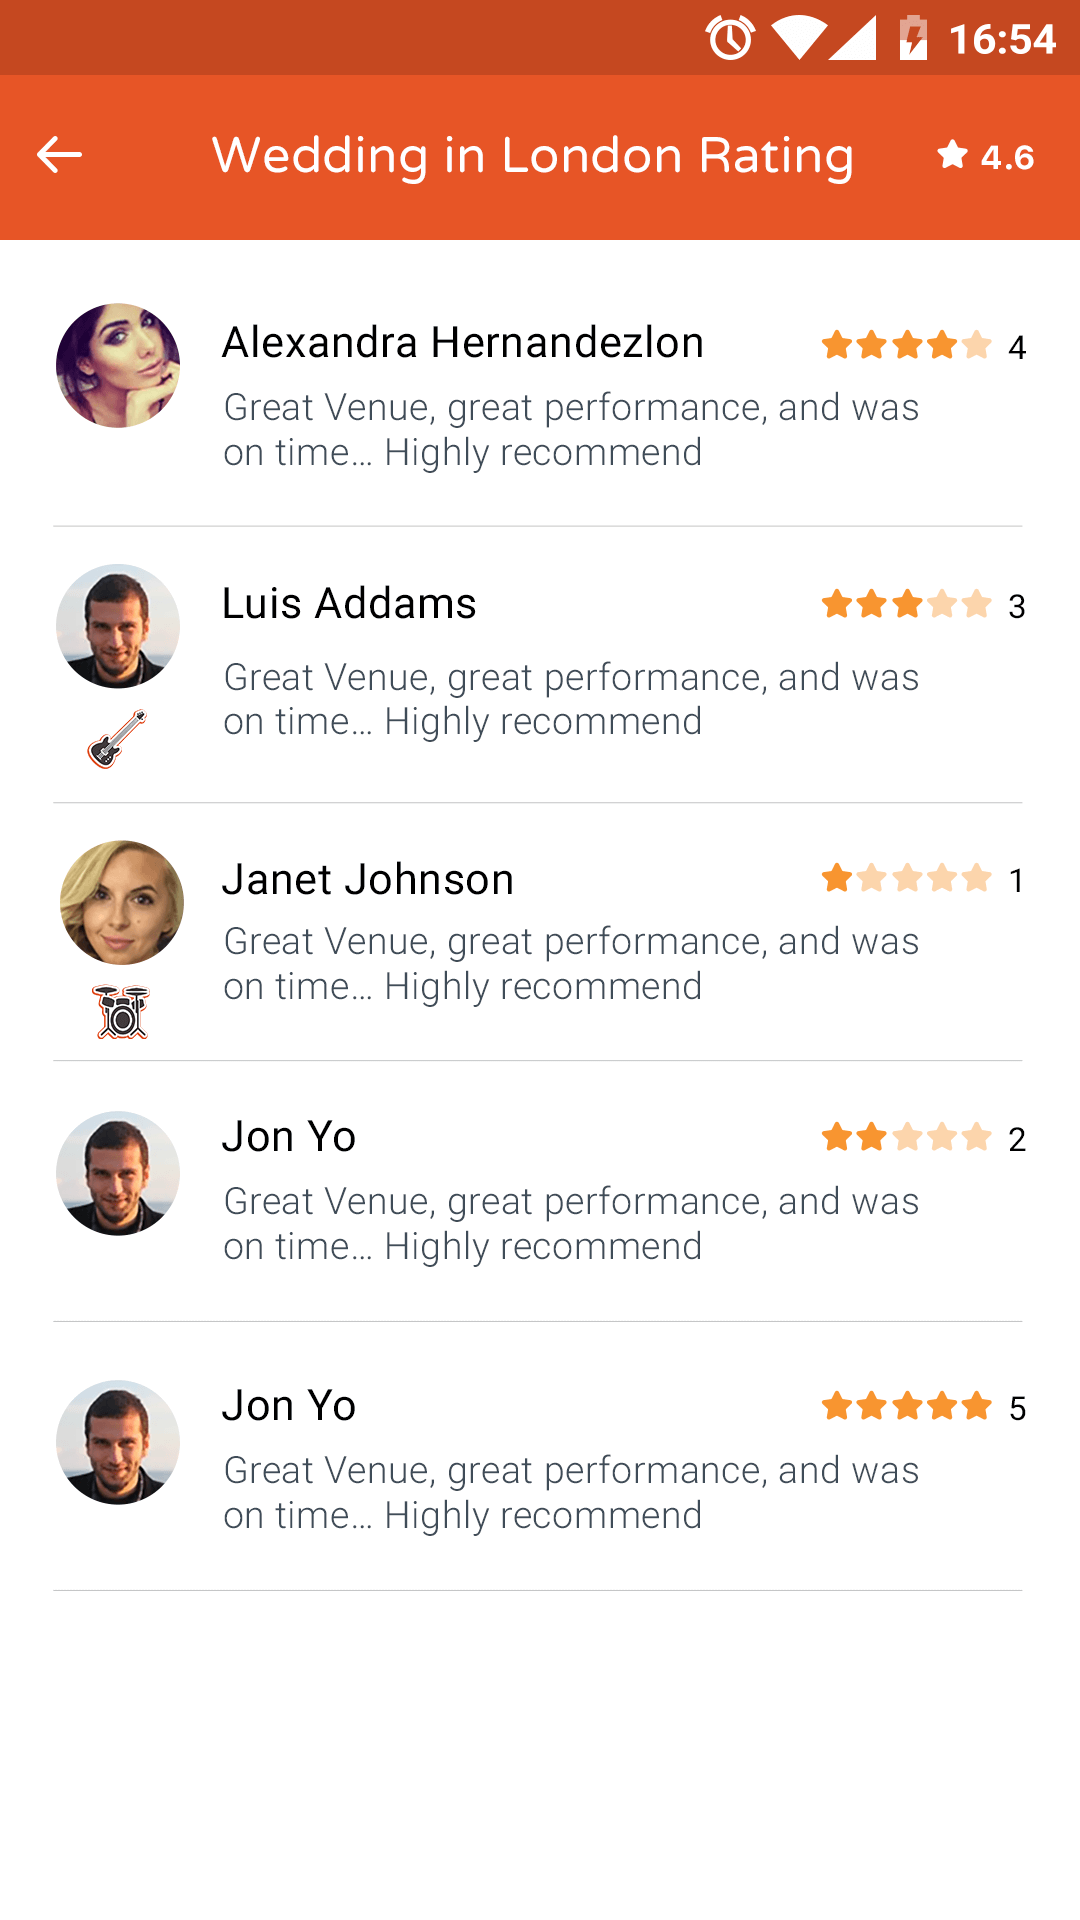 16:54
Wedding in London Rating
4.6
Alexandra Hernandezlon
4
Great Venue, great performance, and was
on time... Highly recommend
Luis Addams
3
Great Venue, great performance, and was
on time... Highly recommend
Janet Johnson
1
Great Venue, great performance, and was
on time... Highly recommend
Jon Yo
2
Great Venue, great performance, and was
on time... Highly recommend
Jon Yo
5
Great Venue, great performance, and was
on time... Highly recommend